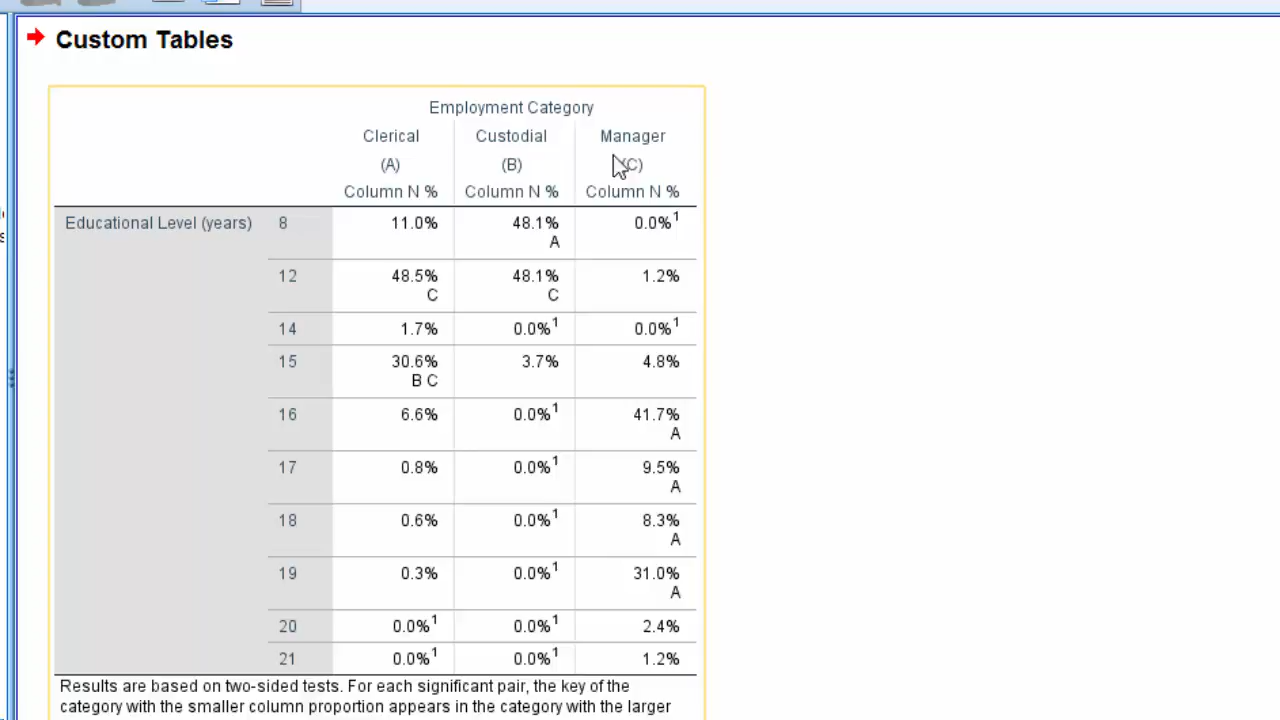 Custom Tables
Employment Category
Clerical Custodial Manager
(A) (B) (C)
Column N % Column N % Column N %
Educational Level (years) 8 11.0% 48.1% 0.0%1
A
12 48.5% 48.1% 1.2%
C C
14 1.7% 0.0%1 0.0%1
15 30.6% 3.7% 4.8%
B C
16 6.6% 0.0%1 41.7%
A
17 0.8% 0.0%1 9.5%
A
18 0.6% 0.0%1 8.3%
A
19 0.3% 0.0%1 31.0%
A
20 0.0%1 0.0%1 2.4%
21 0.0%1 0.0%1 1.2%
Results are based on two-sided tests. For each significant pair, the key of the
category with the smaller column proportion appears in the category with the larger